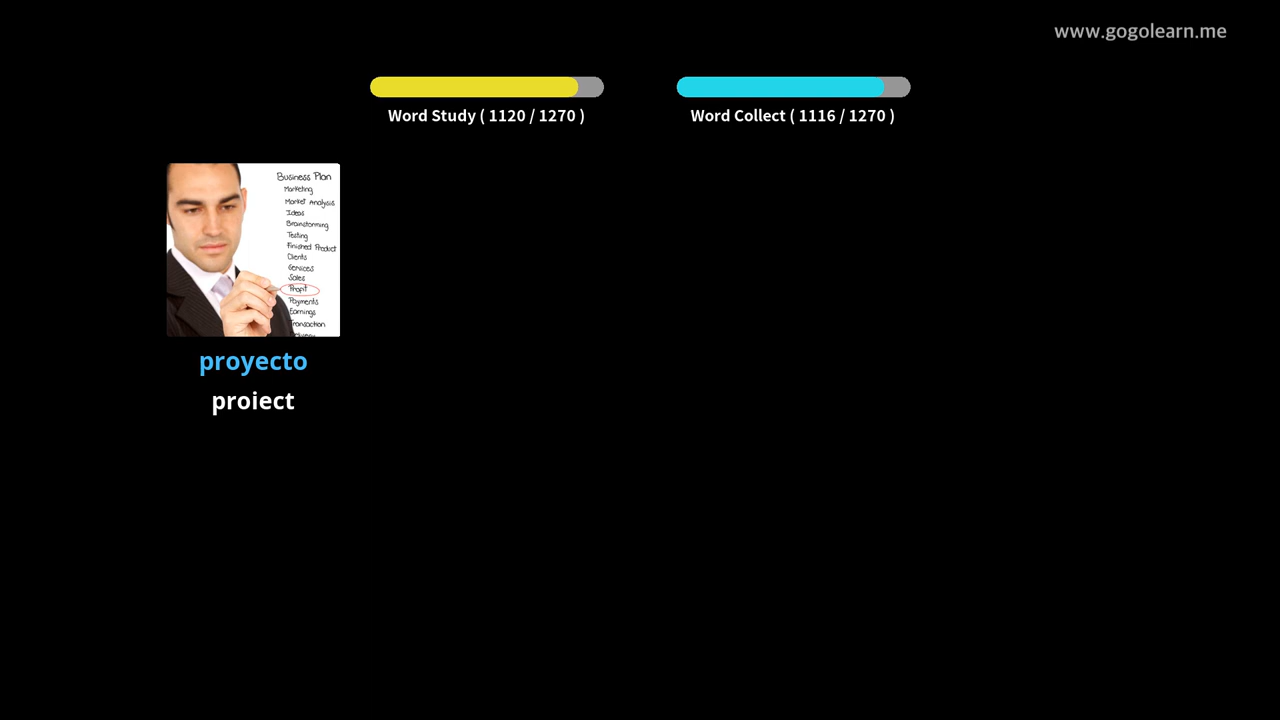 www.gogolearn.me
Word Study ( 1120 / 1270 )
Word Collect ( 1116 / 1270 )
Business Plan
Marketing
Market Analysis
Ideas
Brainstorming
Testing
Finished Product
Clients
Services
Sales
Profit
Payments
Earnings
Transaction
Delivery
proyecto
proiect